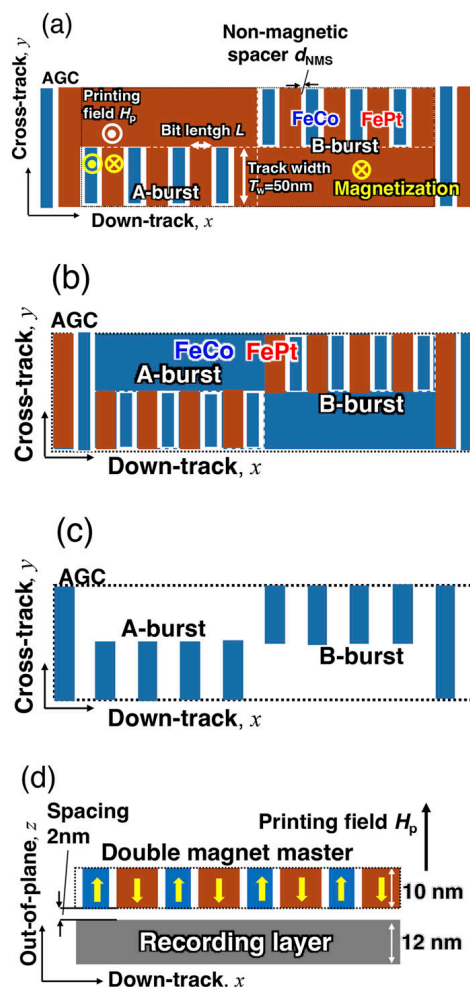 (a)
Non-magnetic
spacer dNMS
AGC
Printing
field Hp
FeCo
FePt
Bit lentgh L
B-burst
A-burst
Track width
Tw=50nm
Magnetization
Cross-track, y
Down-track, x
(b)
AGC
FeCo
FePt
A-burst
B-burst
Cross-track, y
Down-track, x
(c)
AGC
A-burst
B-burst
Cross-track, y
Down-track, x
(d)
Spacing
2nm
Printing field Hp
Double magnet master
10 nm
Recording layer
12 nm
Out-of-plane, z
Down-track, x